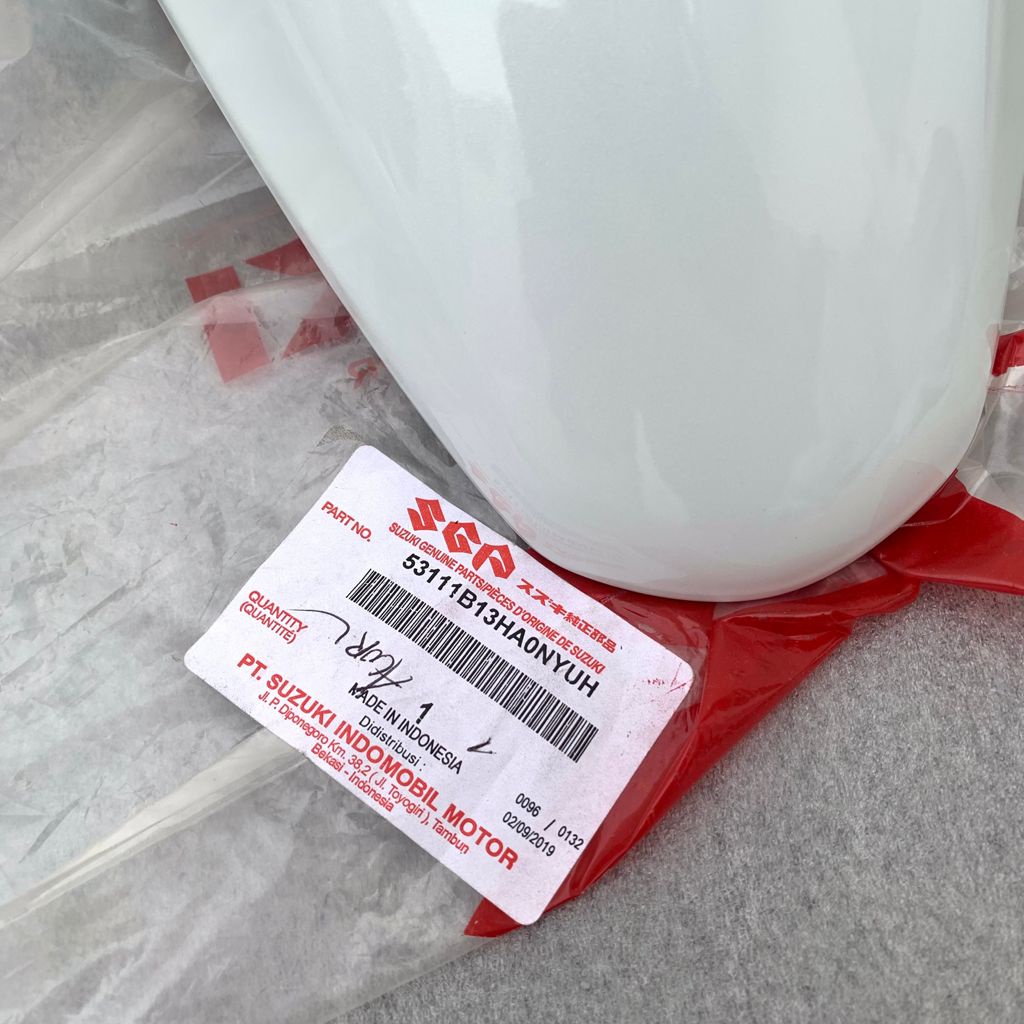 SGP スズキ純正部品
SUZUKI GENUINE PARTS/PIÈCES D'ORIGINE DE SUZUKI
PART NO.
53111B13HA0NYUH
QUANTITY
(QUANTITÉ)
1
MADE IN INDONESIA
Didistribusi :
PT. SUZUKI INDOMOBIL MOTOR
Jl. P. Diponegoro Km. 38,2 ( Jl. Toyogiri ), Tambun
Bekasi - Indonesia
0096 / 0132
02/09/2019